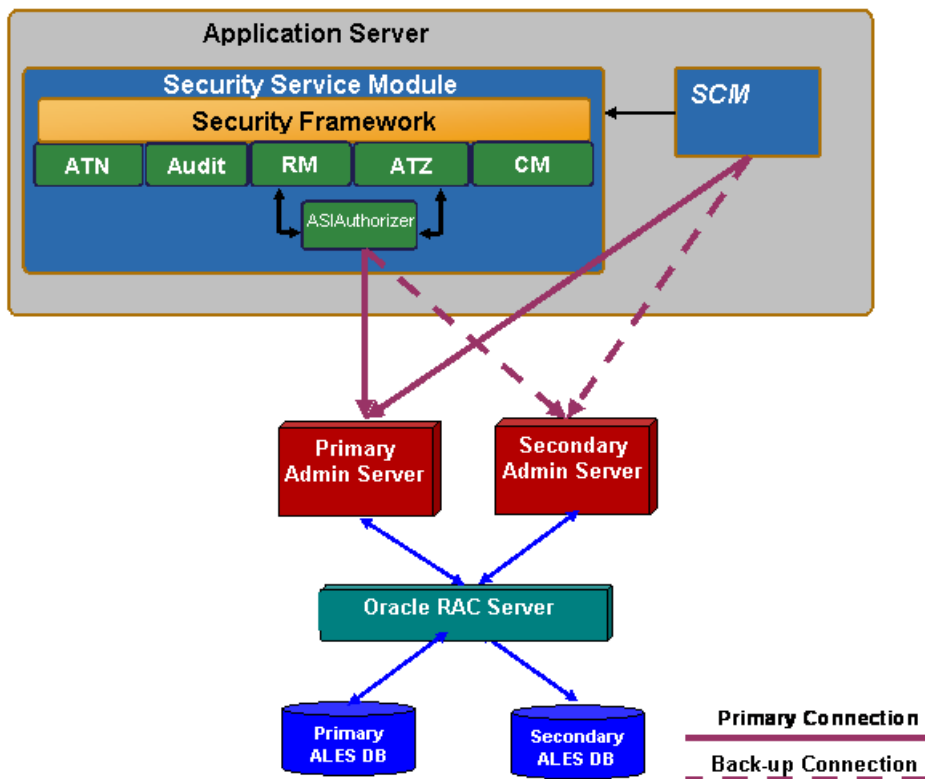 Application Server
Security Service Module
SCM
Security Framework
ATN
Audit
RM
ATZ
CM
ASIAuthorizer
Primary
Admin Server
Secondary
Admin Server
Oracle RAC Server
Primary
ALES DB
Secondary
ALES DB
Primary Connection
Back-up Connection